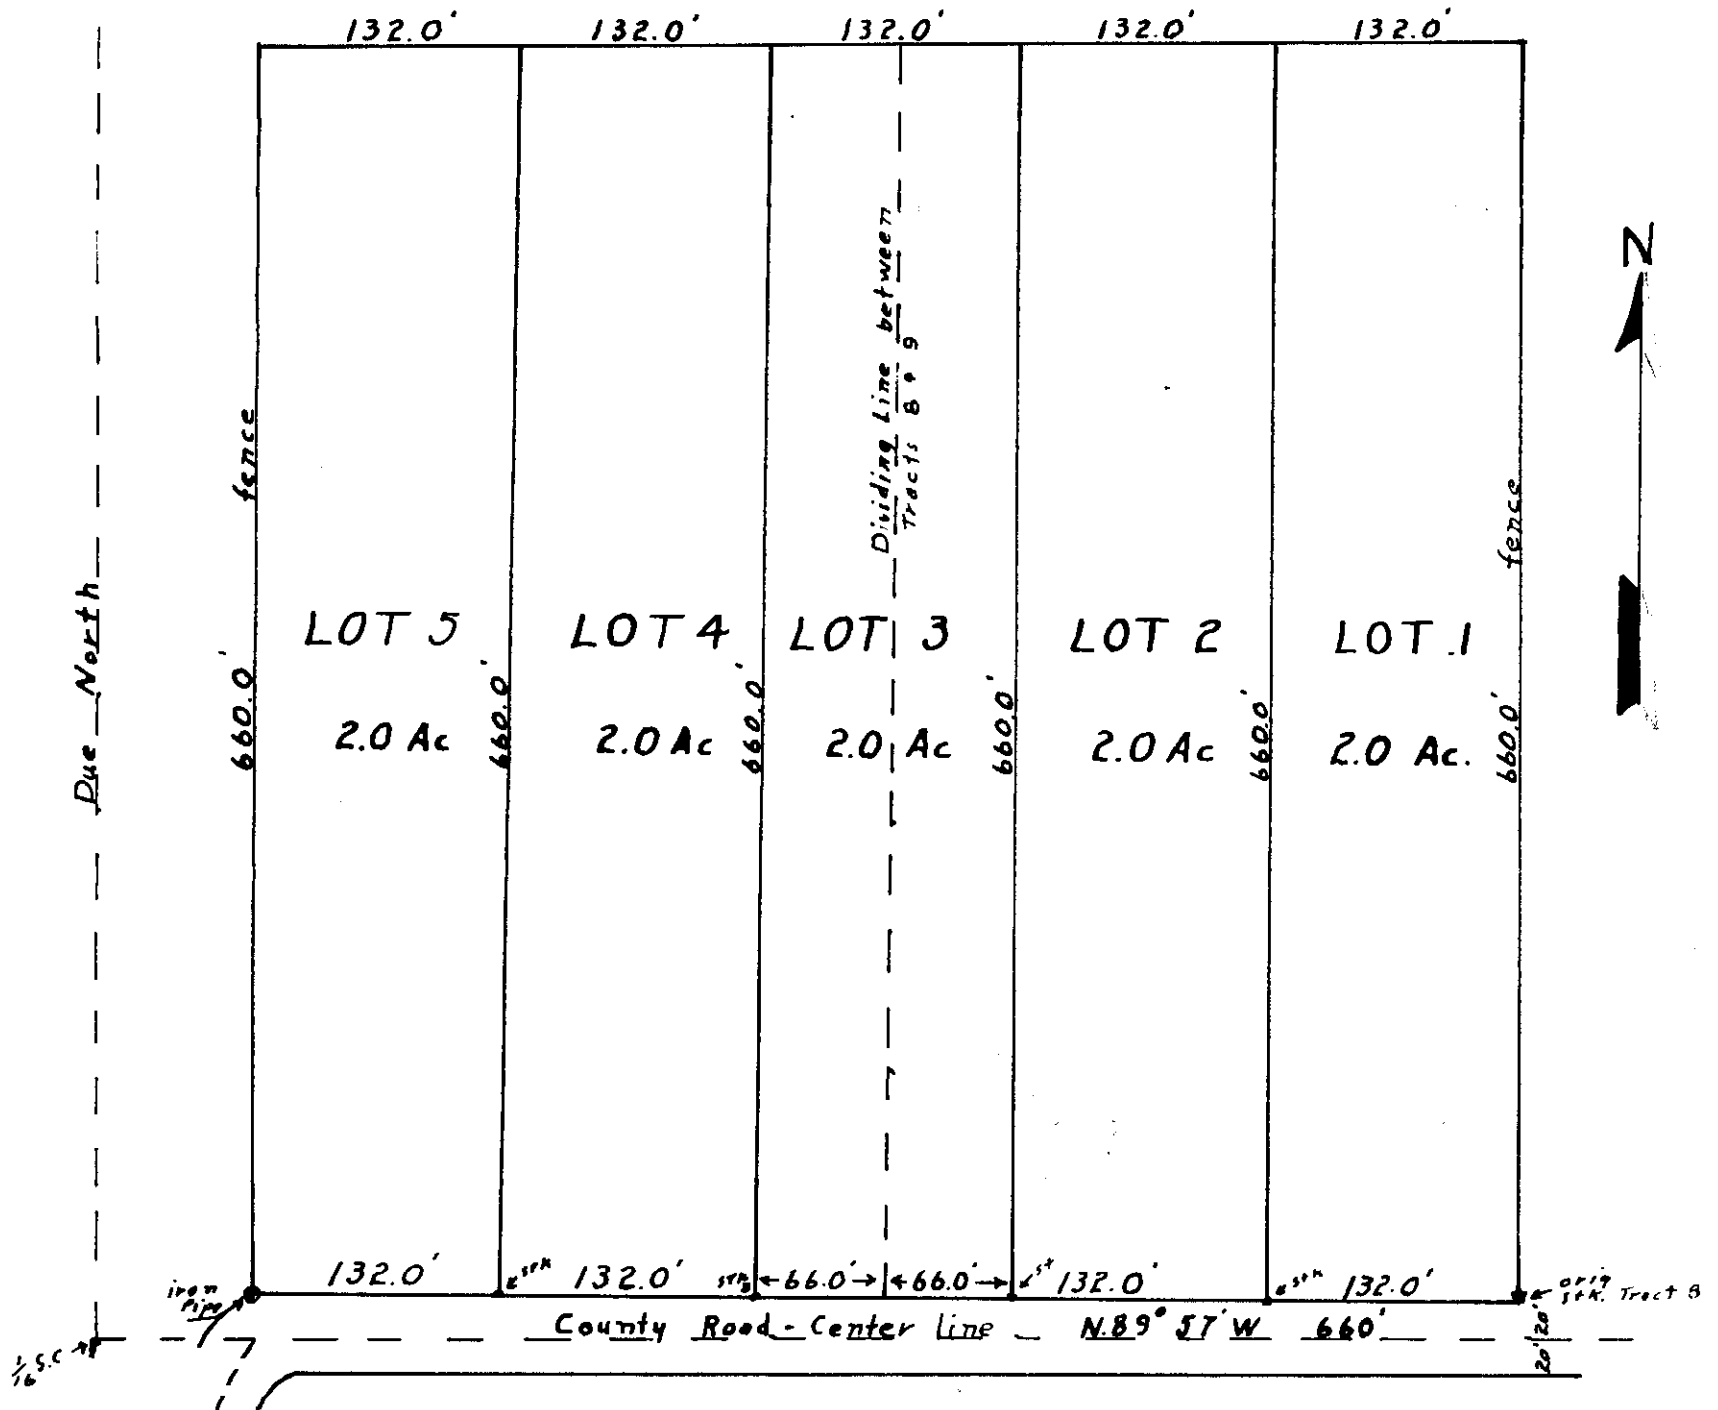 132.0' 132.0' 132.0' 132.0' 132.0'
N
Dividing Line between
Tracts 8 & 9
fence
fence
Due North
LOT 5 LOT 4 LOT 3 LOT 2 LOT 1
660.0' 660.0' 660.0' 660.0' 660.0' 660.0'
2.0 Ac 2.0 Ac 2.0 Ac 2.0 Ac 2.0 Ac.
132.0' stk 132.0' stk 66.0' 66.0' st 132.0' stk 132.0'
iron
Pipe
orig
stk. Tract 8
County Road - Center line N.89° 57' W 660'
20' 20'
1/16 S.C